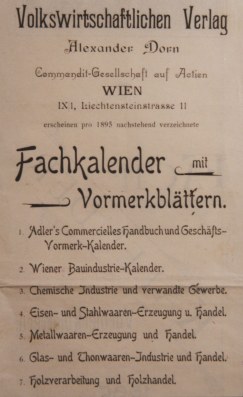 Volkswirtschaftlichen Verlag
Alexander Dorn
Commandit-Gesellschaft auf Actien
WIEN
IX/1, Liechtensteinstrasse 11
erscheinen pro 1895 nachstehend verzeichnete
Fachkalender mit
Vormerkblättern.
1. Adler's Commercielles Handbuch und Geschäfts-
Vormerk-Kalender.
2. Wiener Bauindustrie-Kalender.
3. Chemische Industrie und verwandte Gewerbe.
4. Eisen- und Stahlwaaren-Erzeugung u. Handel.
5. Metallwaaren-Erzeugung und Handel.
6. Glas- und Thonwaaren-Industrie und Handel.
7. Holzverarbeitung und Holzhandel.